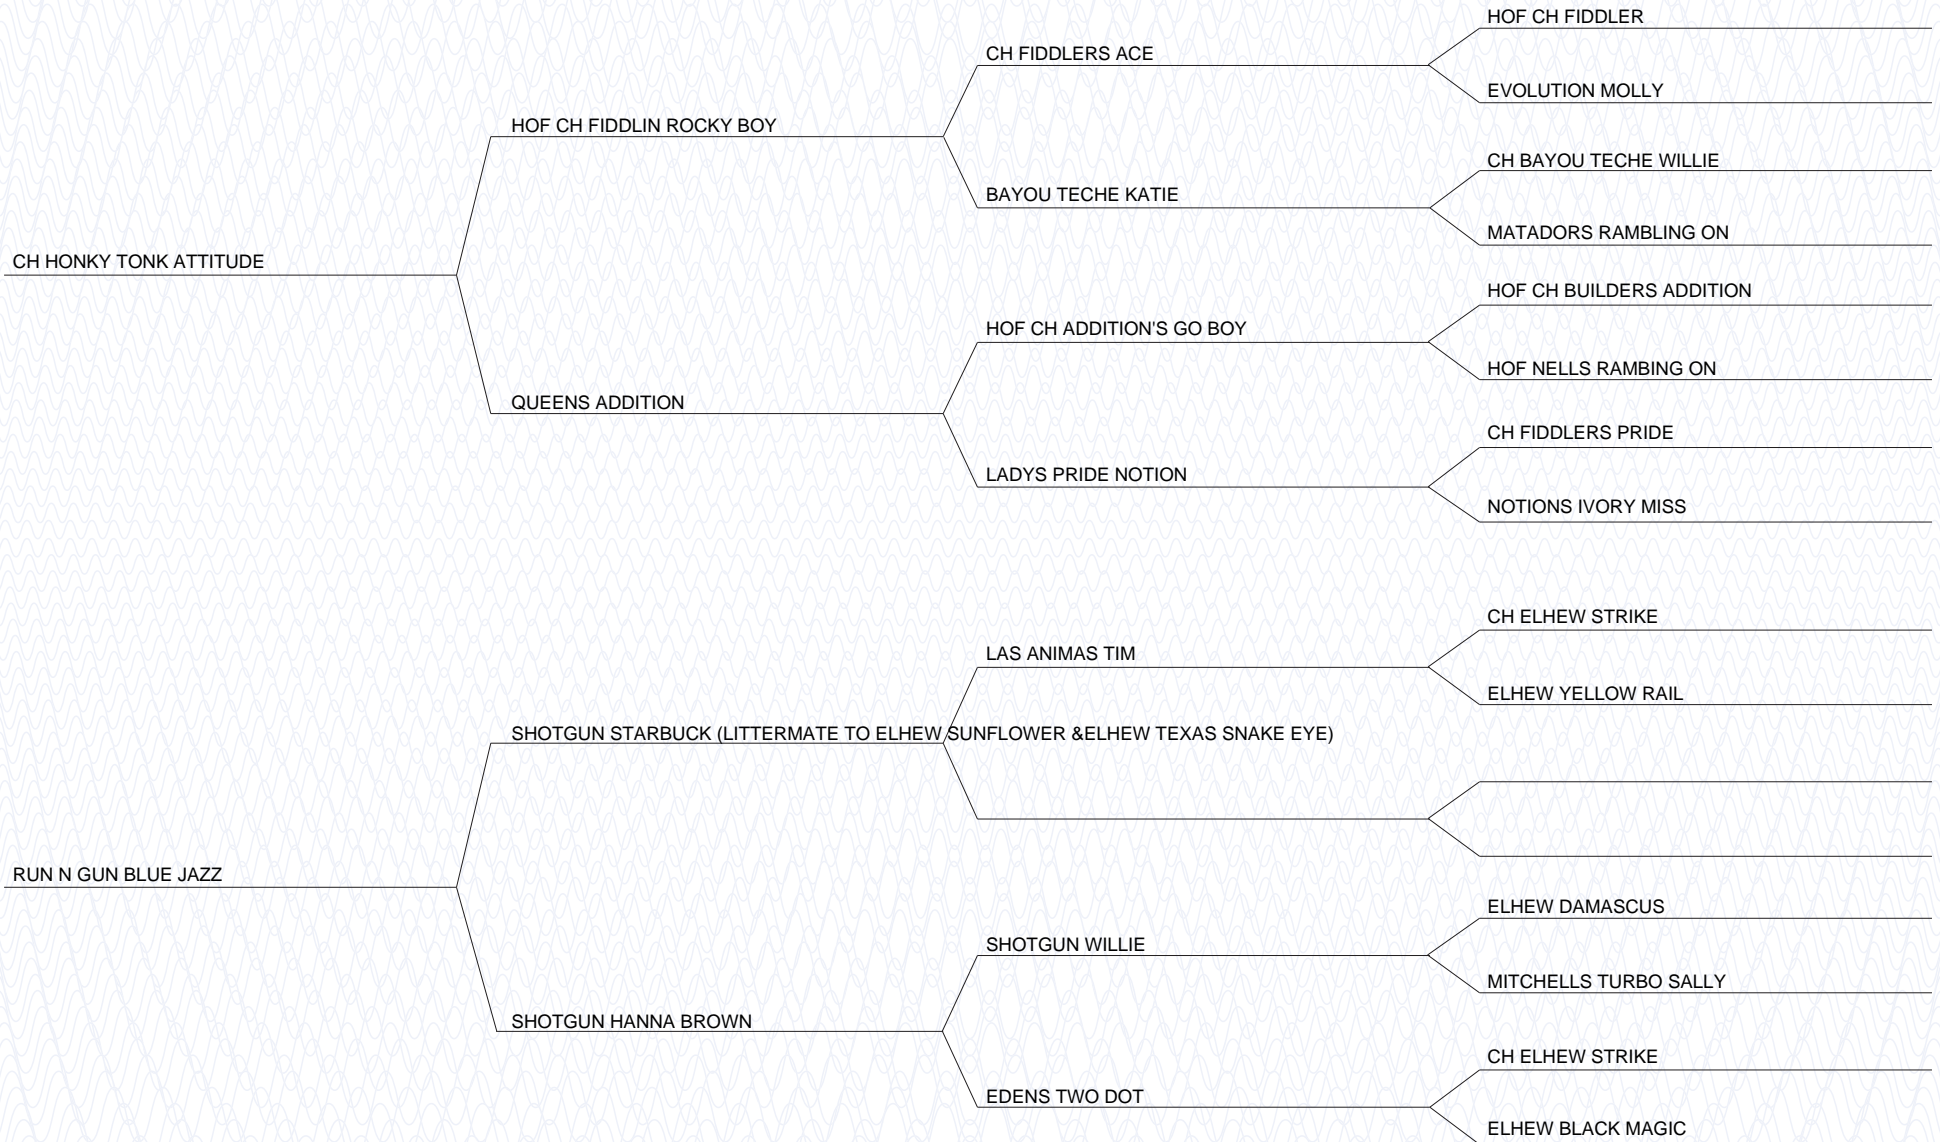 HOF CH FIDDLER
CH FIDDLERS ACE
EVOLUTION MOLLY
HOF CH FIDDLIN ROCKY BOY
CH BAYOU TECHE WILLIE
BAYOU TECHE KATIE
MATADORS RAMBLING ON
CH HONKY TONK ATTITUDE
HOF CH BUILDERS ADDITION
HOF CH ADDITION'S GO BOY
HOF NELLS RAMBING ON
QUEENS ADDITION
CH FIDDLERS PRIDE
LADYS PRIDE NOTION
NOTIONS IVORY MISS
CH ELHEW STRIKE
LAS ANIMAS TIM
ELHEW YELLOW RAIL
SHOTGUN STARBUCK (LITTERMATE TO ELHEW SUNFLOWER &ELHEW TEXAS SNAKE EYE)
RUN N GUN BLUE JAZZ
ELHEW DAMASCUS
SHOTGUN WILLIE
MITCHELLS TURBO SALLY
SHOTGUN HANNA BROWN
CH ELHEW STRIKE
EDENS TWO DOT
ELHEW BLACK MAGIC